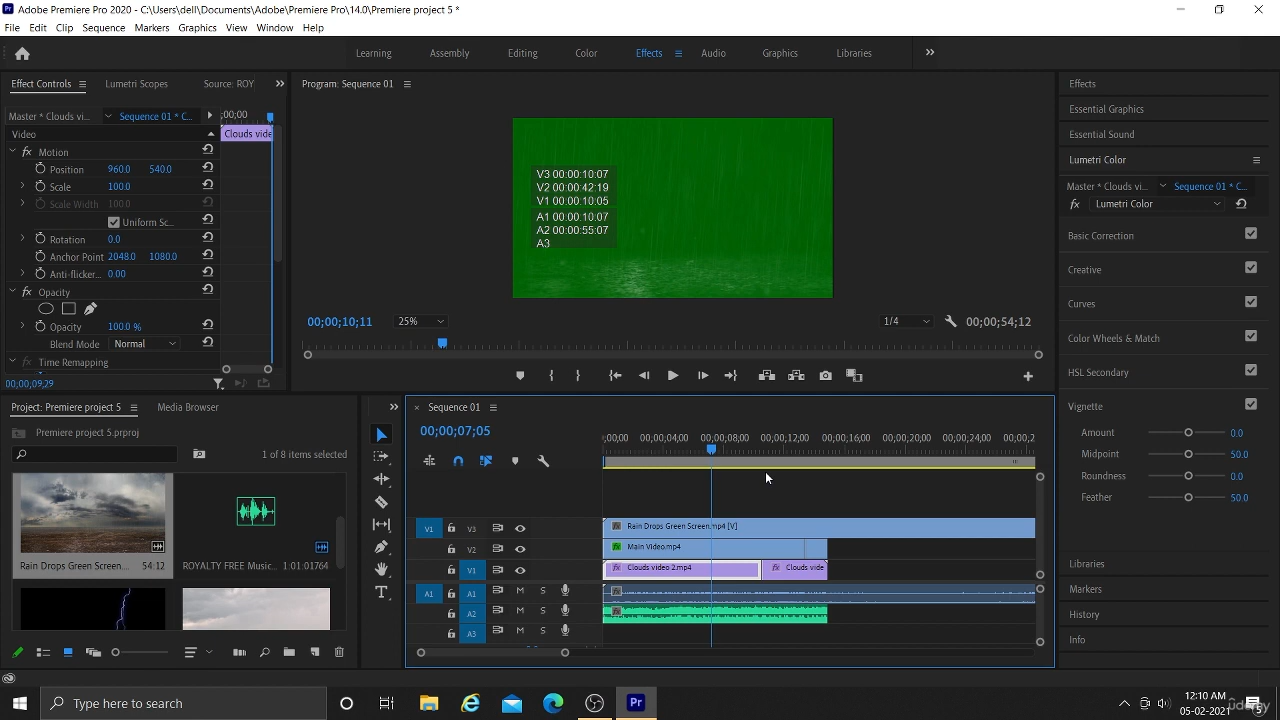 Adobe Premiere Pro 2020 - C:\Users\dell\Documents\Adobe\Premiere Pro\14.0\Premiere project 5 *
File Edit Clip Sequence Markers Graphics View Window Help
Learning Assembly Editing Color Effects Audio Graphics Libraries
Effect Controls Lumetri Scopes Source: ROY
Program: Sequence 01
Effects
Essential Graphics
Essential Sound
Lumetri Color
Master * Clouds vi... Sequence 01 * C...
;00;00
Video
Clouds vide
fx Motion
Position 960.0 540.0
Scale 100.0
Scale Width 100.0
Uniform Sc...
Rotation 0.0
Anchor Point 2048.0 1080.0
Anti-flicker... 0.00
fx Opacity
Opacity 100.0 %
Blend Mode Normal
Time Remapping
00;00;09;29
V3 00:00:10:07
V2 00:00:42:19
V1 00:00:10:05
A1 00:00:10:07
A2 00:00:55:07
A3
00;00;10;11 25% 1/4 00;00;54;12
Master * Clouds vi... Sequence 01 * C...
fx Lumetri Color
Basic Correction
Creative
Curves
Color Wheels & Match
HSL Secondary
Vignette
Amount 0.0
Midpoint 50.0
Roundness 0.0
Feather 50.0
Libraries
Markers
History
Info
Project: Premiere project 5 Media Browser
Premiere project 5.prproj
1 of 8 items selected
Rain Drops Green Screen... 54:12
ROYALTY FREE Music... 1:01:01764
Sequence 01
00;00;07;05
;00;00 00;00;04;00 00;00;08;00 00;00;12;00 00;00;16;00 00;00;20;00 00;00;24;00 00;00;2
V1 V3 Rain Drops Green Screen.mp4 [V]
V2 fx Main Video.mp4
V1 fx Clouds video 2.mp4 fx Clouds vide
A1 A1 M S
A2 M S
A3 M S
Type here to search
Pr
12:10 AM
05-02-2021
Udemy